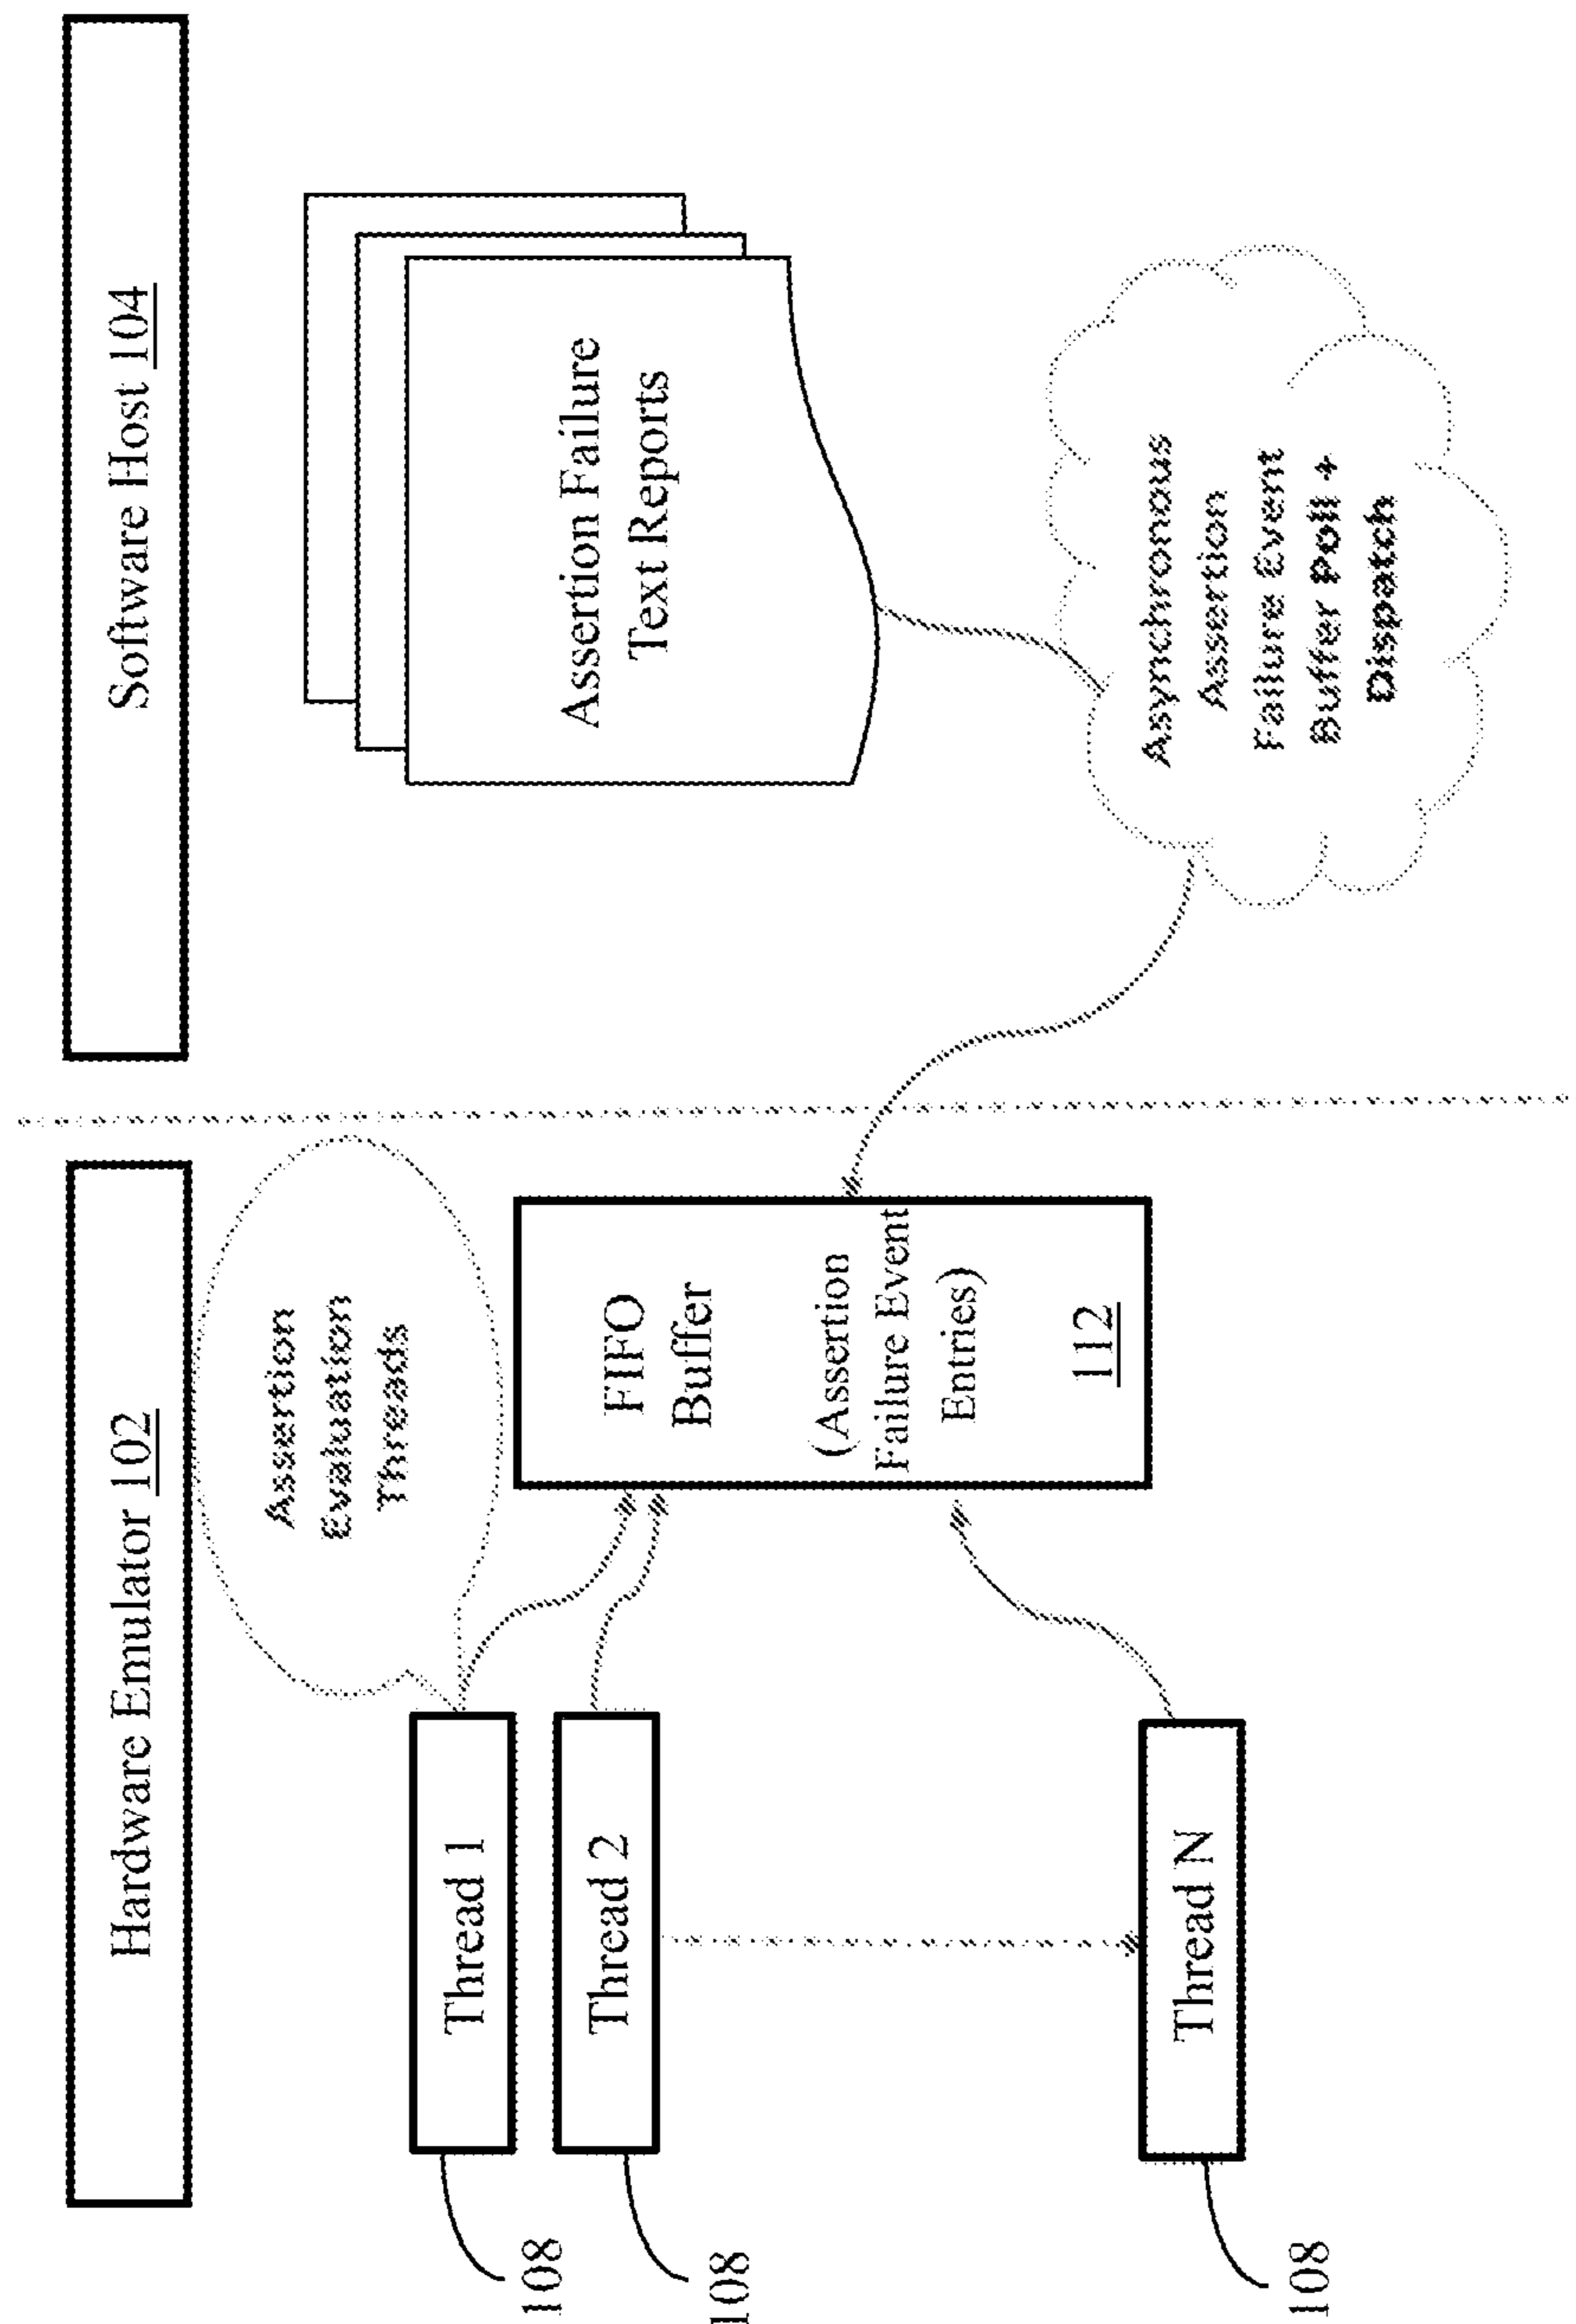 Hardware Emulator 102
Software Host 104
Assertion
Evaluation
Threads
Thread 1
108
Thread 2
108
Thread N
108
FIFO
Buffer
(Assertion
Failure Event
Entries)
112
Assertion Failure
Text Reports
Asynchronous
Assertion
Failure Event
Buffer Poll +
Dispatch